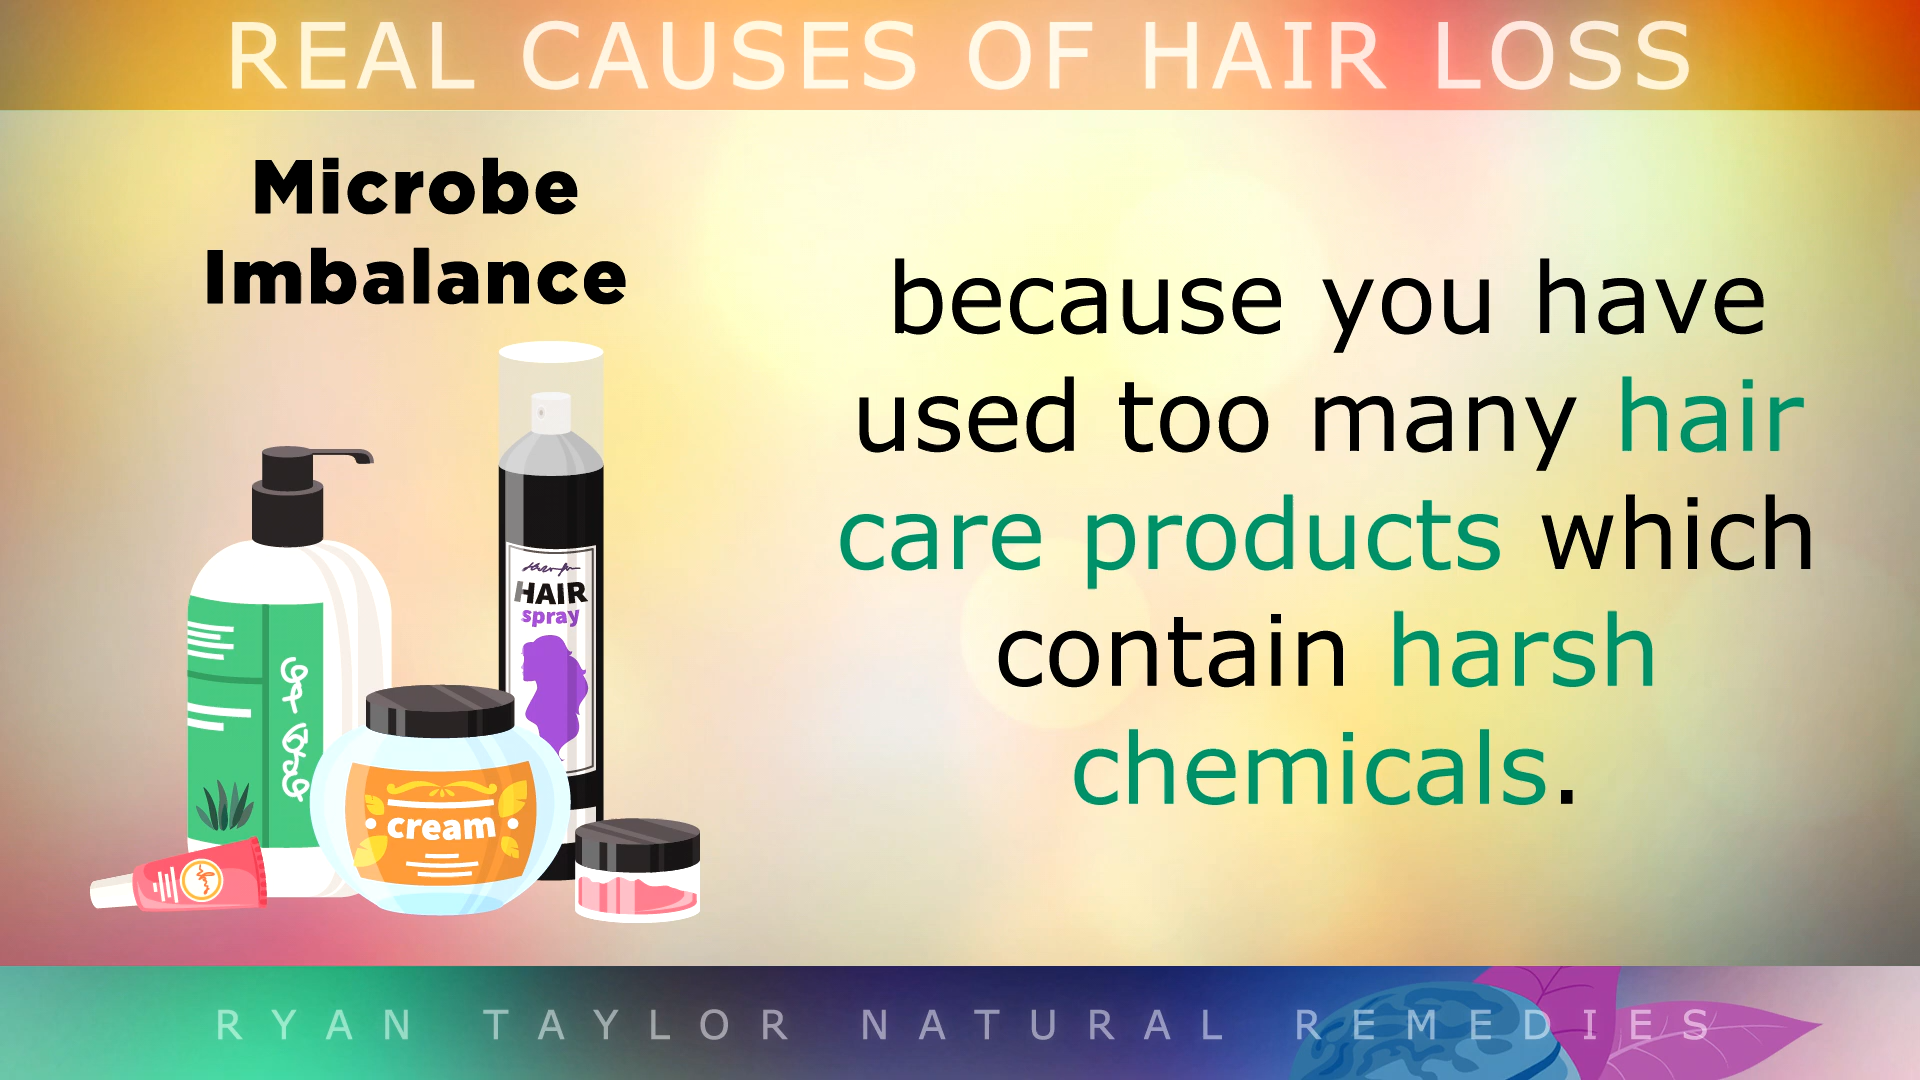 REAL CAUSES OF HAIR LOSS
Microbe
Imbalance
because you have
used too many hair
care products which
contain harsh
chemicals.
HAIR
spray
cream
RYAN TAYLOR NATURAL REMEDIES